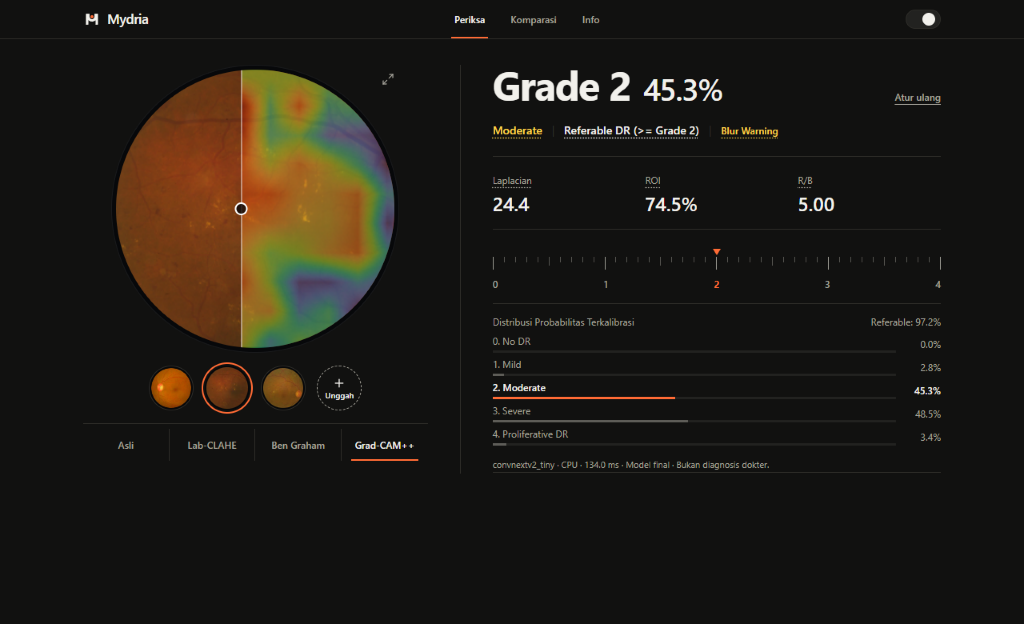 Mydria
Periksa
Komparasi
Info
Grade 2 45.3%
Atur ulang
Moderate
Referable DR (>= Grade 2)
Blur Warning
Laplacian
ROI
R/B
24.4
74.5%
5.00
0 1 2 3 4
Distribusi Probabilitas Terkalibrasi
Referable: 97.2%
0. No DR 0.0%
1. Mild 2.8%
2. Moderate 45.3%
3. Severe 48.5%
4. Proliferative DR 3.4%
convnextv2_tiny · CPU · 134.0 ms · Model final · Bukan diagnosis dokter.
+
Unggah
Asli
Lab-CLAHE
Ben Graham
Grad-CAM++